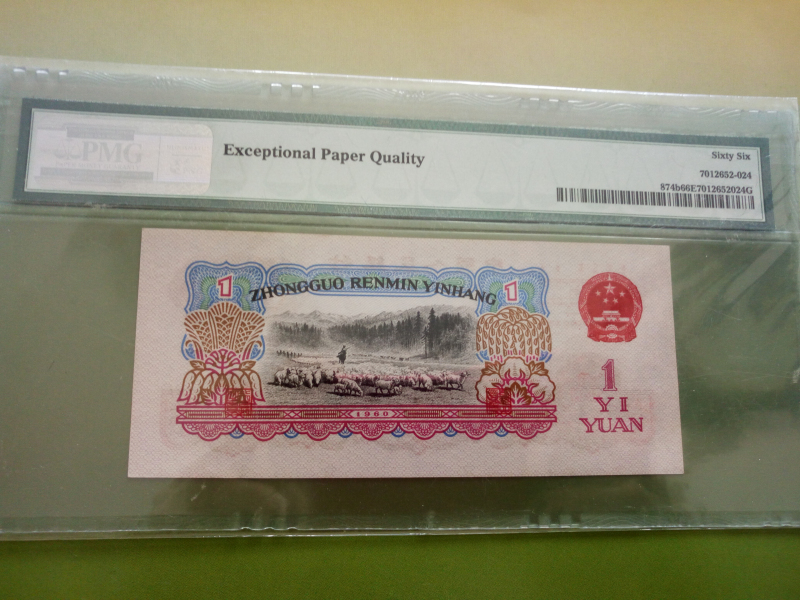 PMG
Exceptional Paper Quality
Sixty Six
7012652-024
874b66E7012652024G
1
1
ZHONGGUO RENMIN YINHANG
1960
1
YI
YUAN